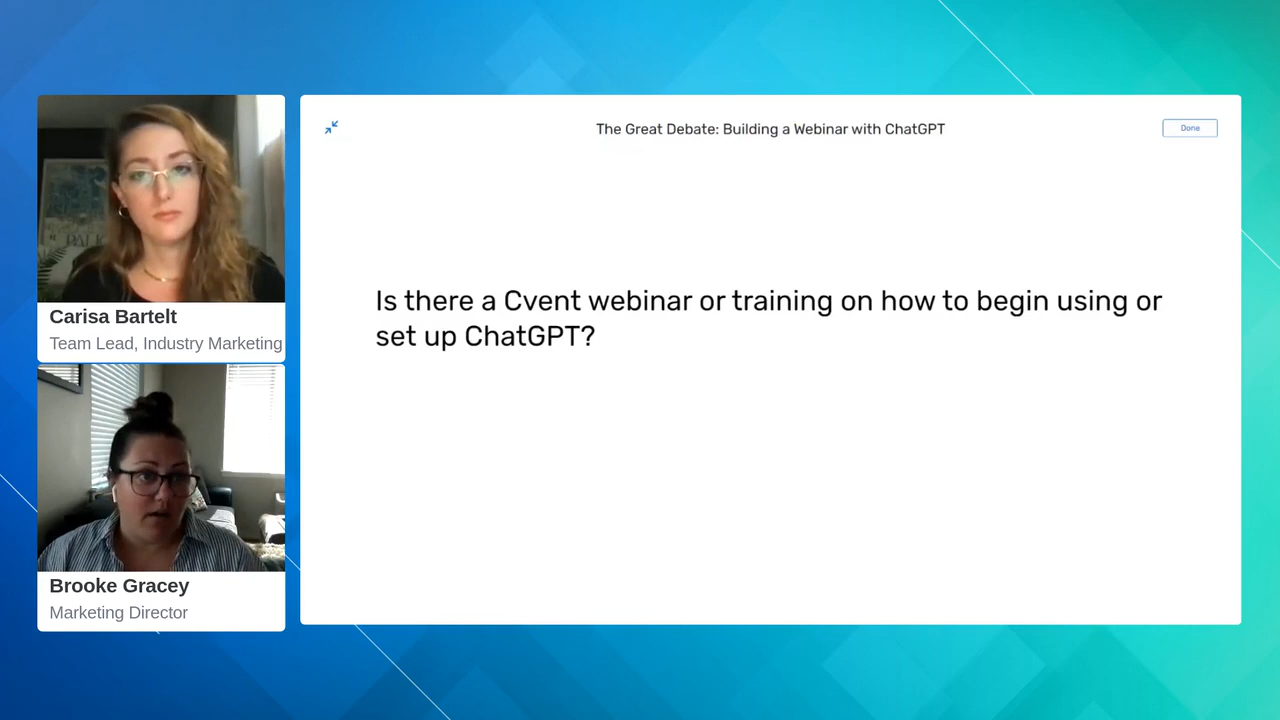 Carisa Bartelt
Team Lead, Industry Marketing
Brooke Gracey
Marketing Director
The Great Debate: Building a Webinar with ChatGPT
Done
Is there a Cvent webinar or training on how to begin using or
set up ChatGPT?